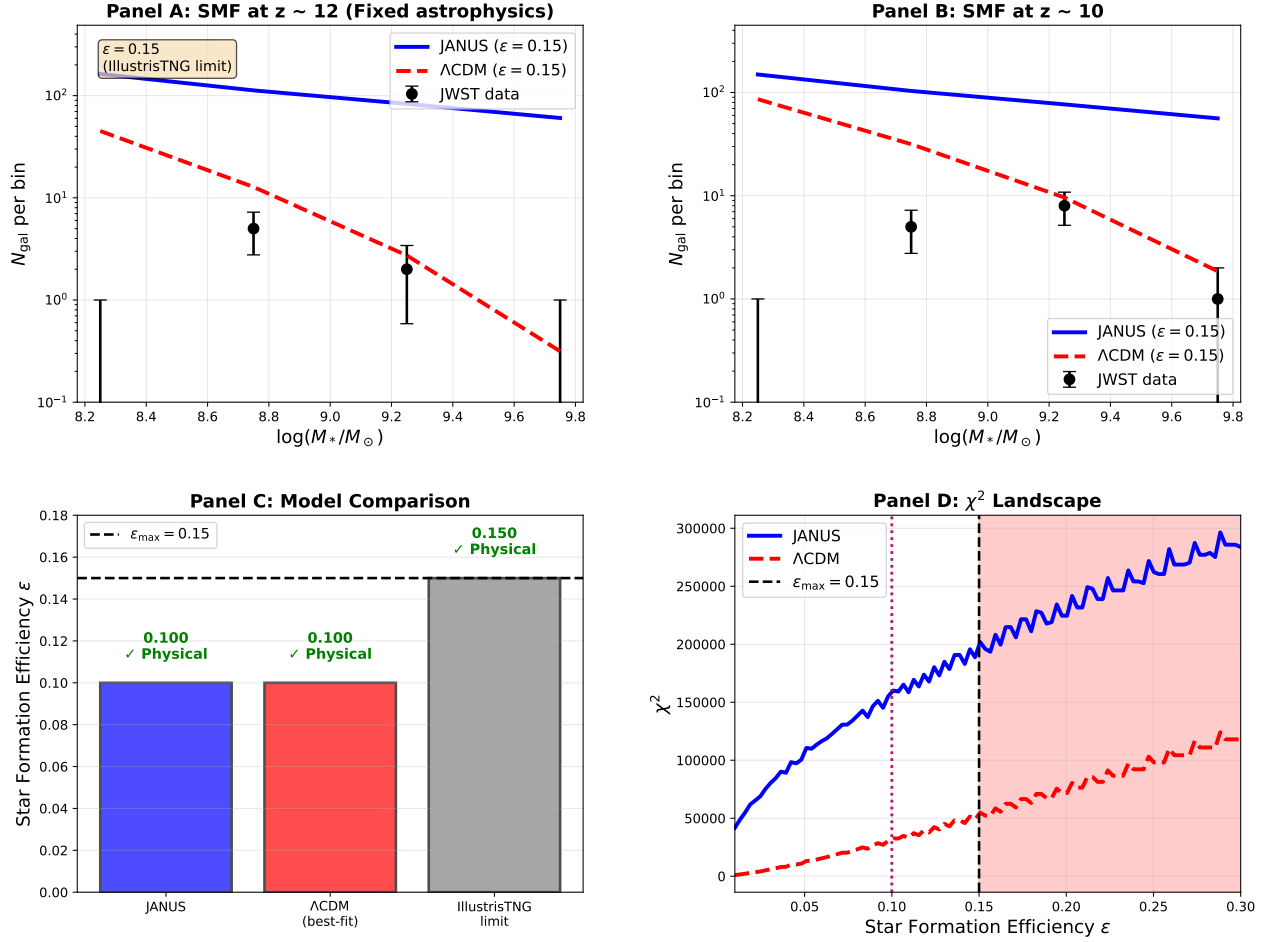 Panel A: SMF at z ~ 12 (Fixed astrophysics)
ε = 0.15
(IllustrisTNG limit)
JANUS (ε = 0.15)
ΛCDM (ε = 0.15)
JWST data
10²
10¹
10⁰
10⁻¹
N_gal per bin
8.2 8.4 8.6 8.8 9.0 9.2 9.4 9.6 9.8
log(M_*/M_⊙)
Panel B: SMF at z ~ 10
10²
10¹
10⁰
10⁻¹
N_gal per bin
JANUS (ε = 0.15)
ΛCDM (ε = 0.15)
JWST data
8.2 8.4 8.6 8.8 9.0 9.2 9.4 9.6 9.8
log(M_*/M_⊙)
Panel C: Model Comparison
ε_max = 0.15
0.150
✓ Physical
0.100
✓ Physical
0.100
✓ Physical
0.18
0.16
0.14
0.12
0.10
0.08
0.06
0.04
0.02
0.00
Star Formation Efficiency ε
JANUS
ΛCDM
(best-fit)
IllustrisTNG
limit
Panel D: χ² Landscape
JANUS
ΛCDM
ε_max = 0.15
300000
250000
200000
150000
100000
50000
0
χ²
0.05 0.10 0.15 0.20 0.25 0.30
Star Formation Efficiency ε